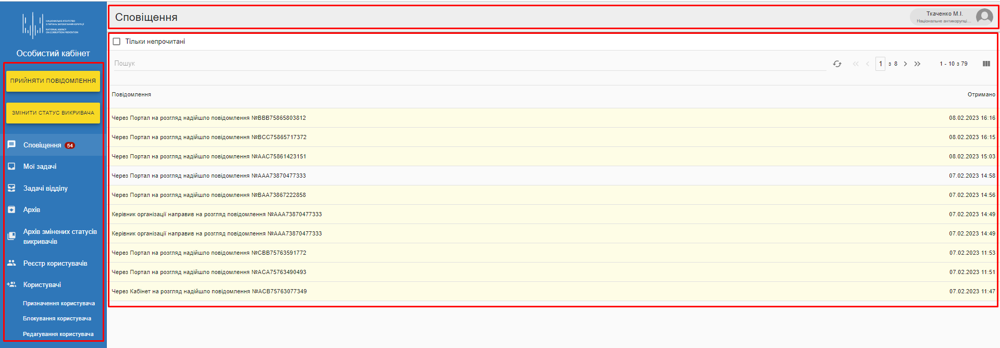 НАЦІОНАЛЬНЕ АГЕНТСТВО
З ПИТАНЬ ЗАПОБІГАННЯ КОРУПЦІЇ
NATIONAL AGENCY
ON CORRUPTION PREVENTION
Особистий кабінет
ПРИЙНЯТИ ПОВІДОМЛЕННЯ
ЗМІНИТИ СТАТУС ВИКРИВАЧА
Сповіщення 54
Мої задачі
Задачі відділу
Архів
Архів змінених статусів
викривачів
Реєстр користувачів
Користувачі
Призначення користувача
Блокування користувача
Редагування користувача
Сповіщення
Ткаченко М.І.
Національне антикорупці...
Тільки непрочитані
Пошук
1 з 8 1 - 10 з 79
Повідомлення Отримано
Через Портал на розгляд надійшло повідомлення №BBB75865803812 08.02.2023 16:16
Через Портал на розгляд надійшло повідомлення №BCC75865717372 08.02.2023 16:15
Через Портал на розгляд надійшло повідомлення №AAC75861423151 08.02.2023 15:03
Через Портал на розгляд надійшло повідомлення №AAA73870477333 07.02.2023 14:58
Через Портал на розгляд надійшло повідомлення №BAA73867222858 07.02.2023 14:56
Керівник організації направив на розгляд повідомлення №AAA73870477333 07.02.2023 14:49
Керівник організації направив на розгляд повідомлення №AAA73870477333 07.02.2023 14:49
Через Портал на розгляд надійшло повідомлення №CBB75763591772 07.02.2023 11:53
Через Портал на розгляд надійшло повідомлення №ACA75763490493 07.02.2023 11:51
Через Кабінет на розгляд надійшло повідомлення №ACB75763077349 07.02.2023 11:47